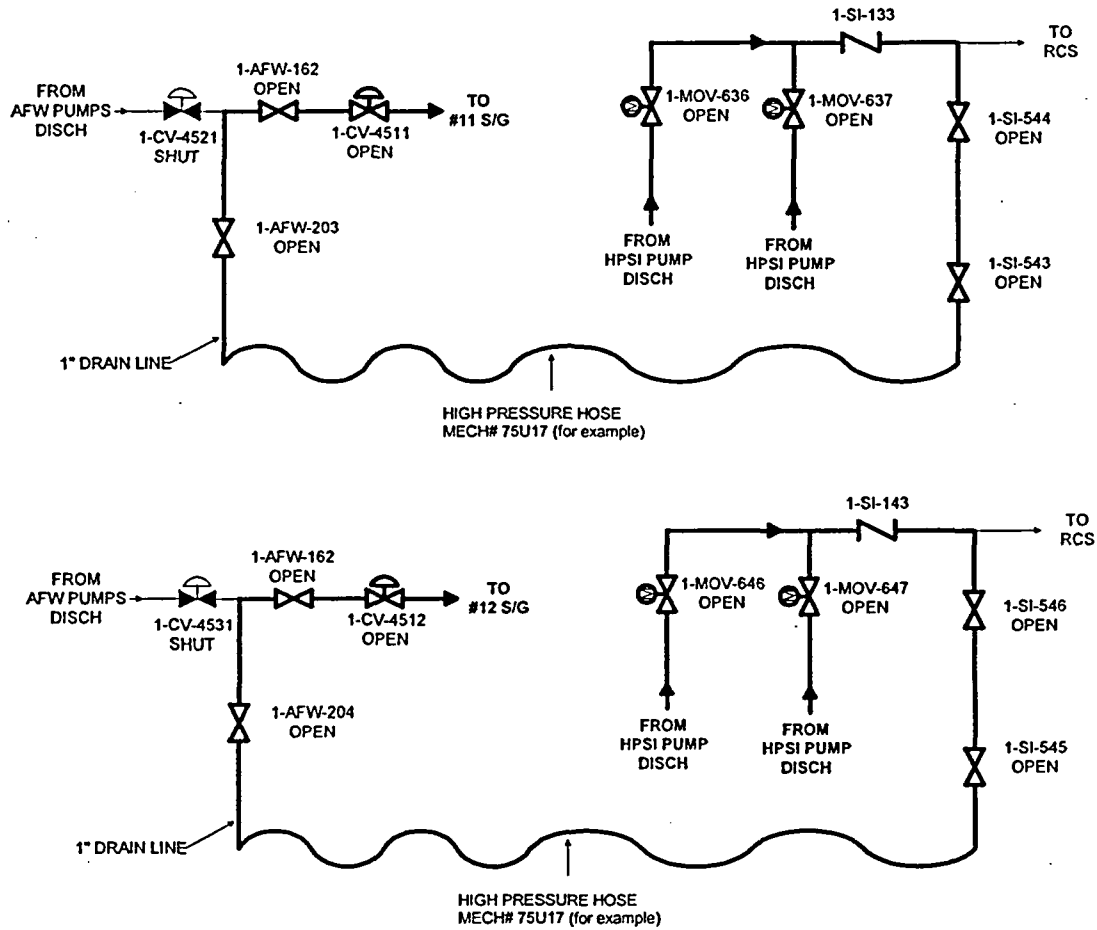 1-SI-133
TO
RCS
1-AFW-162
OPEN
FROM
AFW PUMPS
DISCH
TO
#11 S/G
1-CV-4521
SHUT
1-CV-4511
OPEN
1-MOV-636
OPEN
1-MOV-637
OPEN
1-SI-544
OPEN
1-AFW-203
OPEN
FROM
HPSI PUMP
DISCH
FROM
HPSI PUMP
DISCH
1-SI-543
OPEN
1" DRAIN LINE
HIGH PRESSURE HOSE
MECH# 75U17 (for example)
1-SI-143
TO
RCS
1-AFW-162
OPEN
FROM
AFW PUMPS
DISCH
TO
#12 S/G
1-CV-4531
SHUT
1-CV-4512
OPEN
1-MOV-646
OPEN
1-MOV-647
OPEN
1-SI-546
OPEN
1-AFW-204
OPEN
FROM
HPSI PUMP
DISCH
FROM
HPSI PUMP
DISCH
1-SI-545
OPEN
1" DRAIN LINE
HIGH PRESSURE HOSE
MECH# 75U17 (for example)